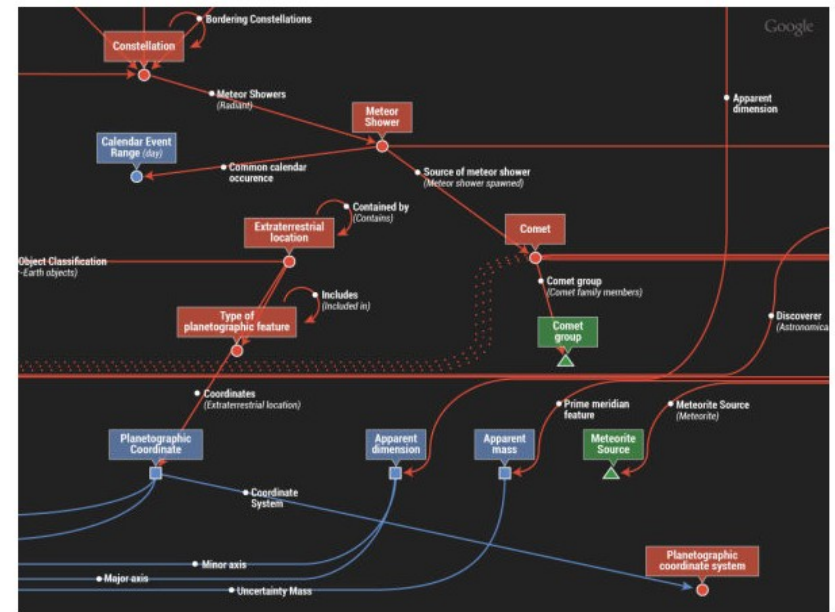 Bordering Constellations
Google
Constellation
Meteor Showers
(Radiant)
Meteor
Shower
Apparent
dimension
Calendar Event
Range (day)
Common calendar
occurence
Source of meteor shower
(Meteor shower spawned)
Contained by
(Contains)
Extraterrestrial
location
Comet
Object Classification
-Earth objects)
Comet group
(Comet family members)
Includes
(Included in)
Type of
planetographic feature
Comet
group
Discoverer
(Astronomica
Coordinates
(Extraterrestrial location)
Prime meridian
feature
Meteorite Source
(Meteorite)
Planetographic
Coordinate
Apparent
dimension
Apparent
mass
Meteorite
Source
Coordinate
System
Minor axis
Major axis
Uncertainty Mass
Planetographic
coordinate system